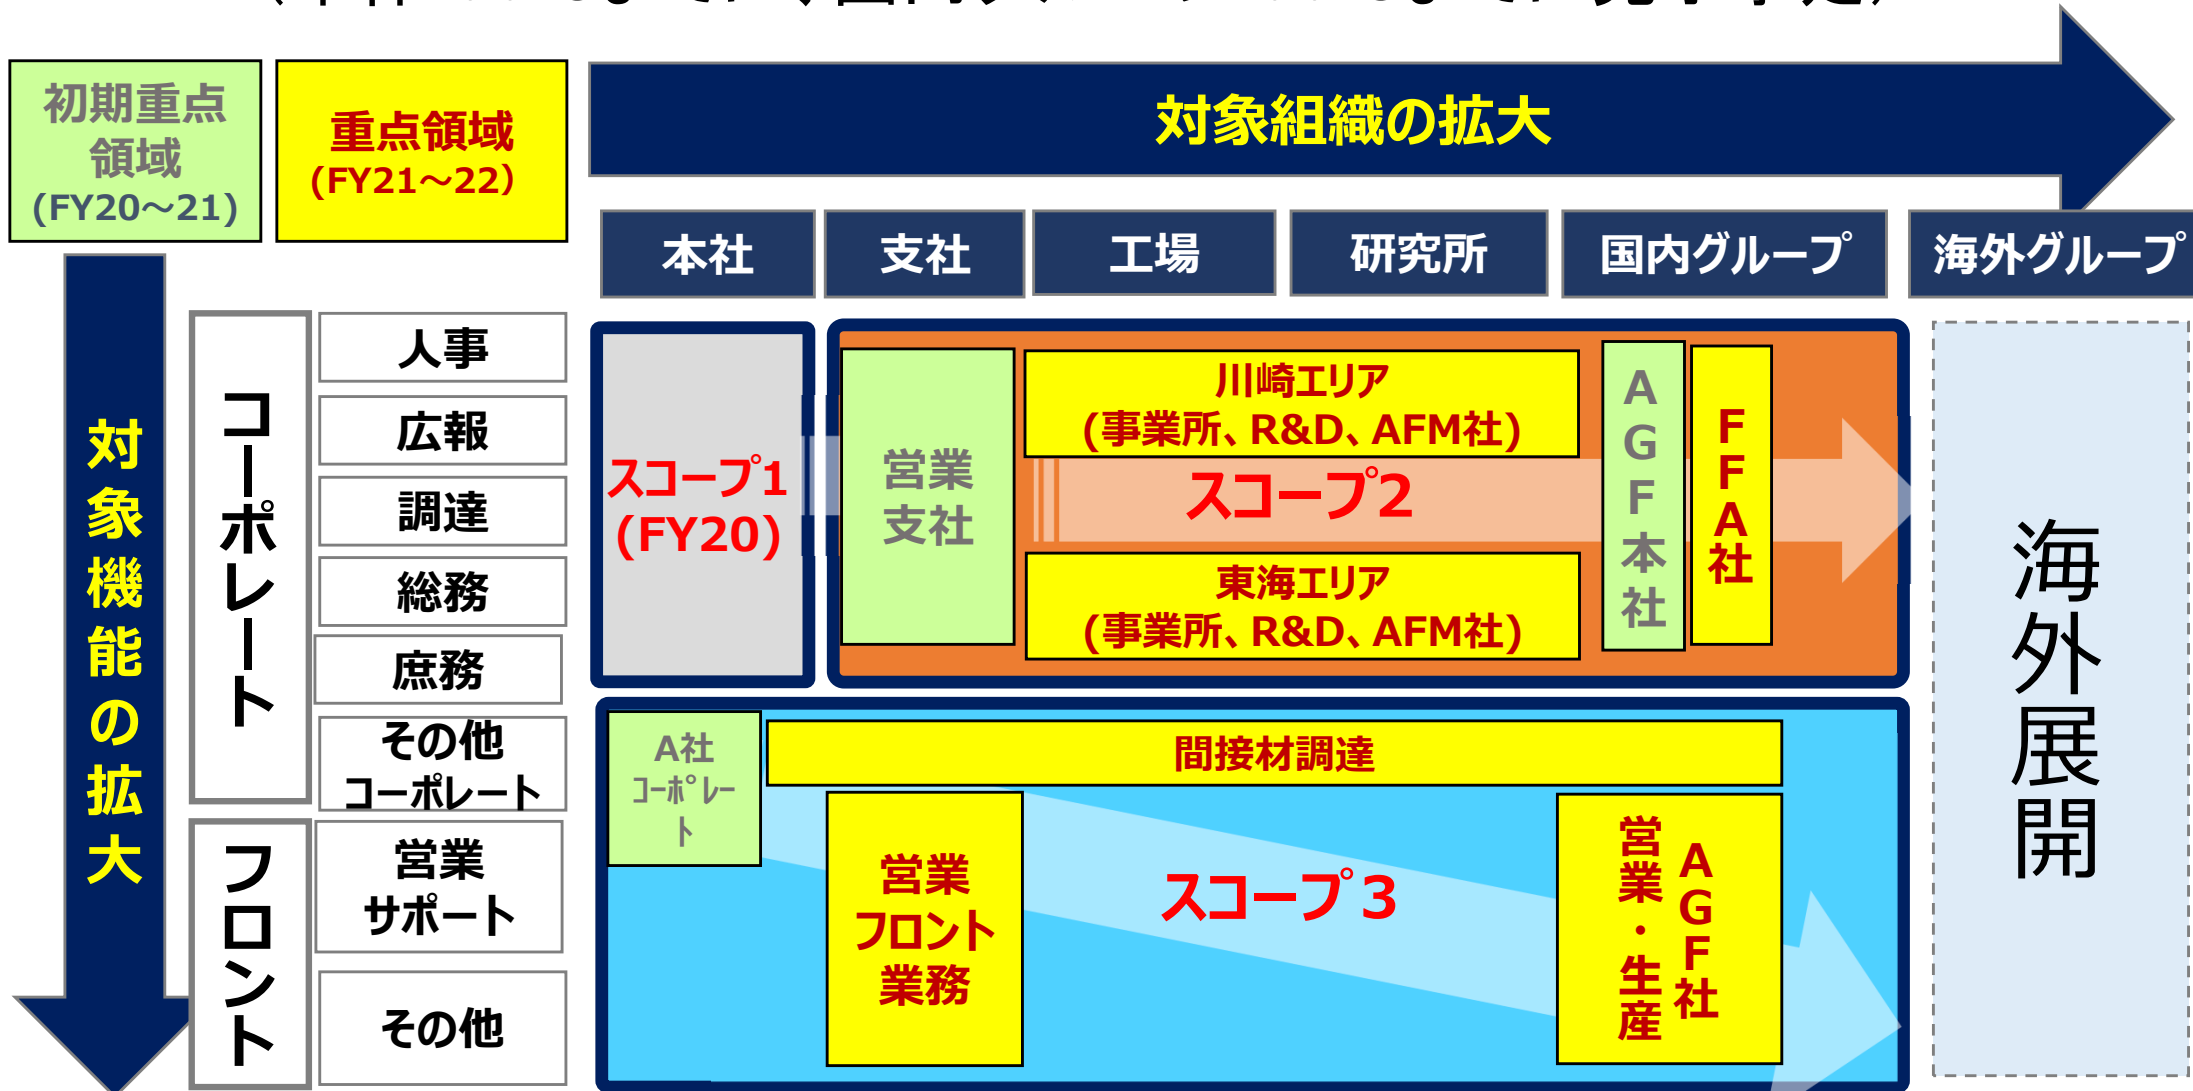 初期重点
領域
(FY20～21)
重点領域
(FY21～22)
対象組織の拡大
本社
支社
工場
研究所
国内グループ
海外グループ
対象機能の拡大
コーポレート
人事
広報
調達
総務
庶務
その他
コーポレート
フロント
営業
サポート
その他
スコープ1
(FY20)
営業
支社
川崎エリア
(事業所、R&D、AFM社)
スコープ2
東海エリア
(事業所、R&D、AFM社)
AGF本社
FFA社
A社
ｺｰﾎﾟﾚｰ
ﾄ
間接材調達
営業
フロント
業務
スコープ3
AGF社
営業・生産
海外展開